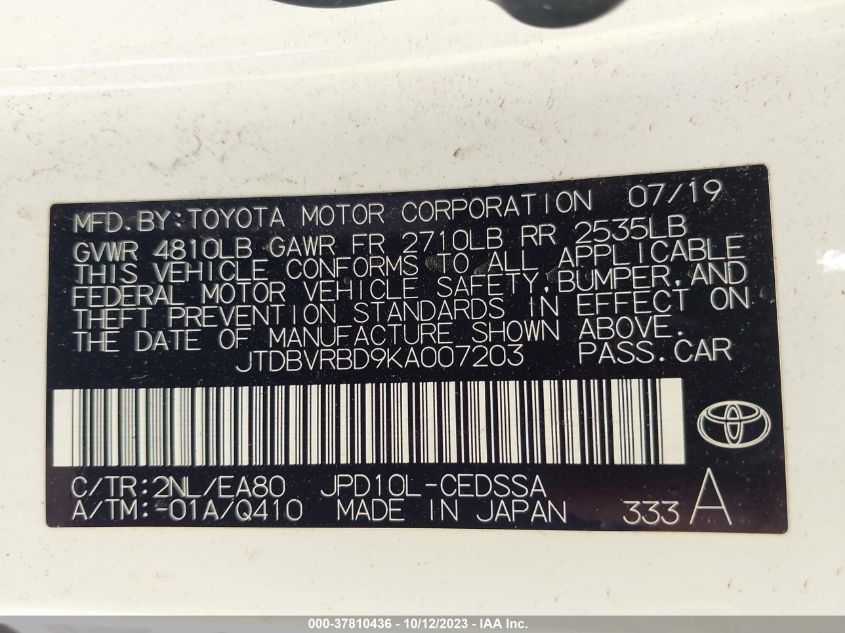 MFD. BY: TOYOTA MOTOR CORPORATION 07/19
GVWR 4810LB GAWR FR 2710LB RR 2535LB
THIS VEHICLE CONFORMS TO ALL APPLICABLE
FEDERAL MOTOR VEHICLE SAFETY, BUMPER, AND
THEFT PREVENTION STANDARDS IN EFFECT ON
THE DATE OF MANUFACTURE SHOWN ABOVE.
JTDBVRBD9KA007203 PASS. CAR
C/TR: 2NL/EA80 JPD10L-CEDSSA
A/TM: -01A/Q410 MADE IN JAPAN 333 A
000-37810436 - 10/12/2023 - IAA Inc.